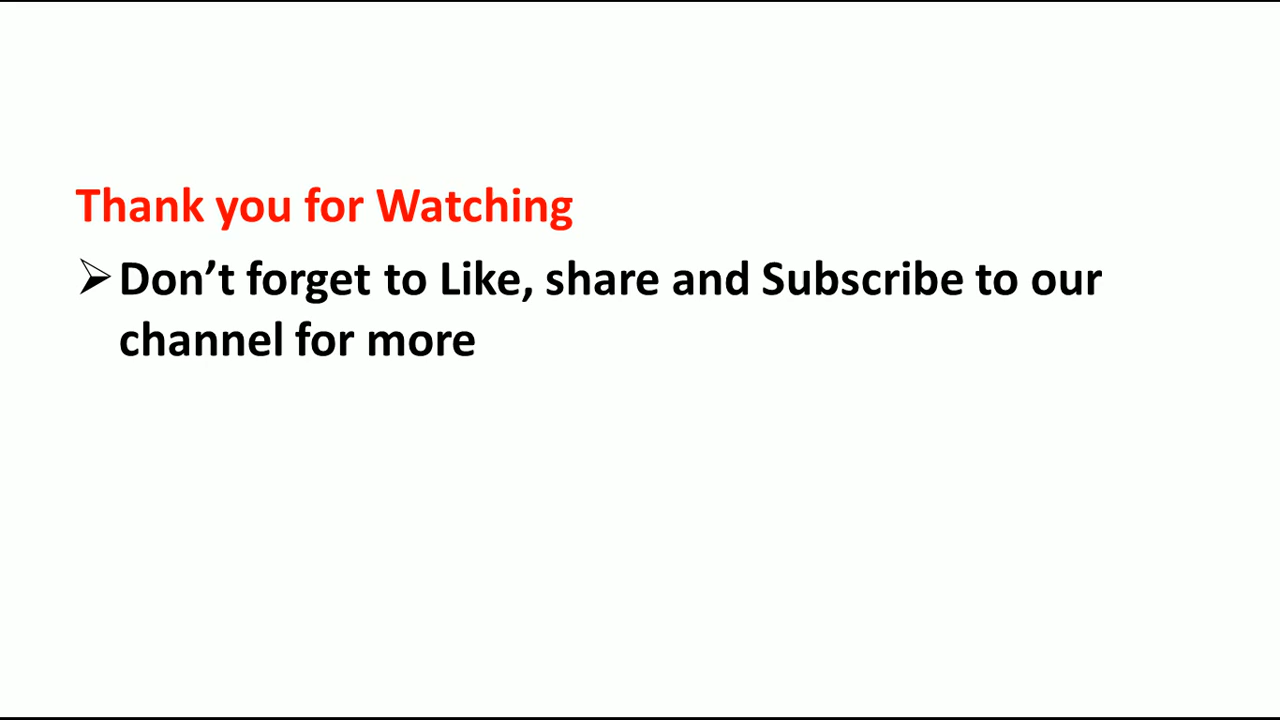 Thank you for Watching
➢Don’t forget to Like, share and Subscribe to our
channel for more